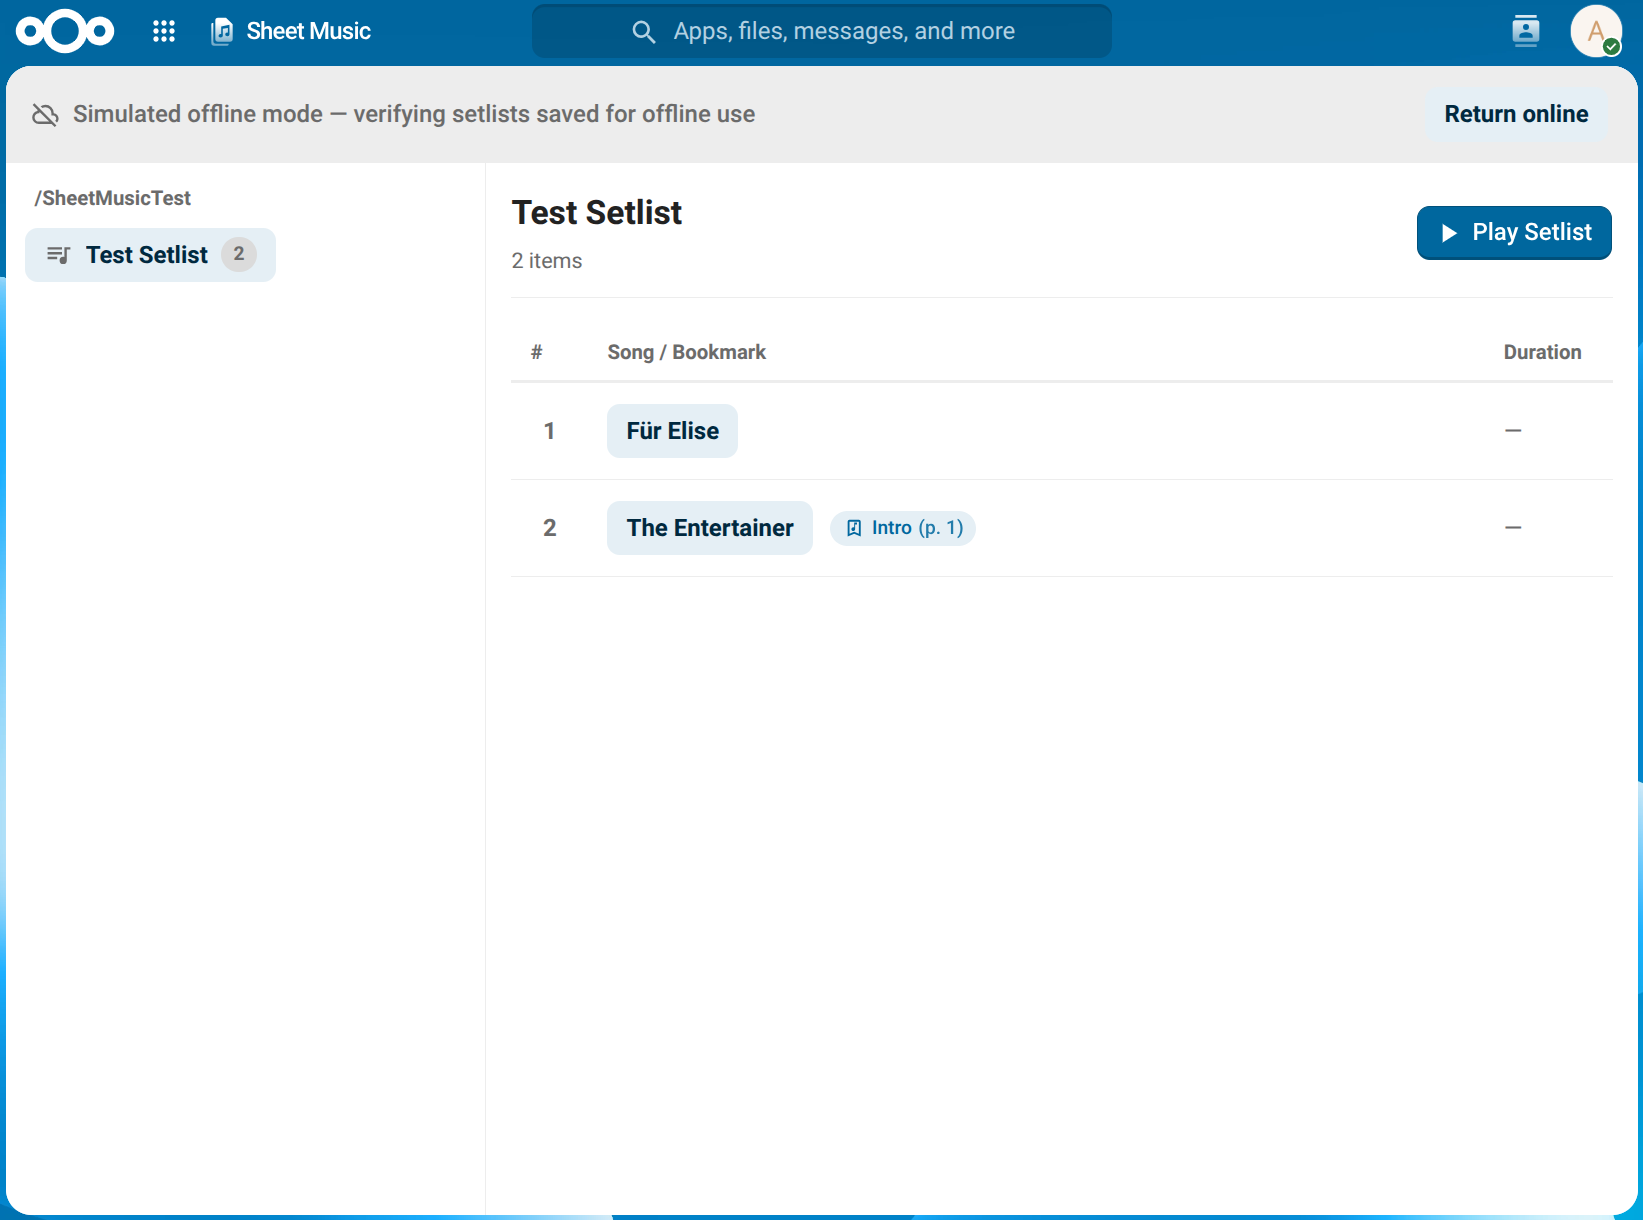 Sheet Music
Apps, files, messages, and more
A
Simulated offline mode — verifying setlists saved for offline use
Return online
/SheetMusicTest
Test Setlist 2
Test Setlist
2 items
Play Setlist
# Song / Bookmark Duration
1 Für Elise —
2 The Entertainer Intro (p. 1) —